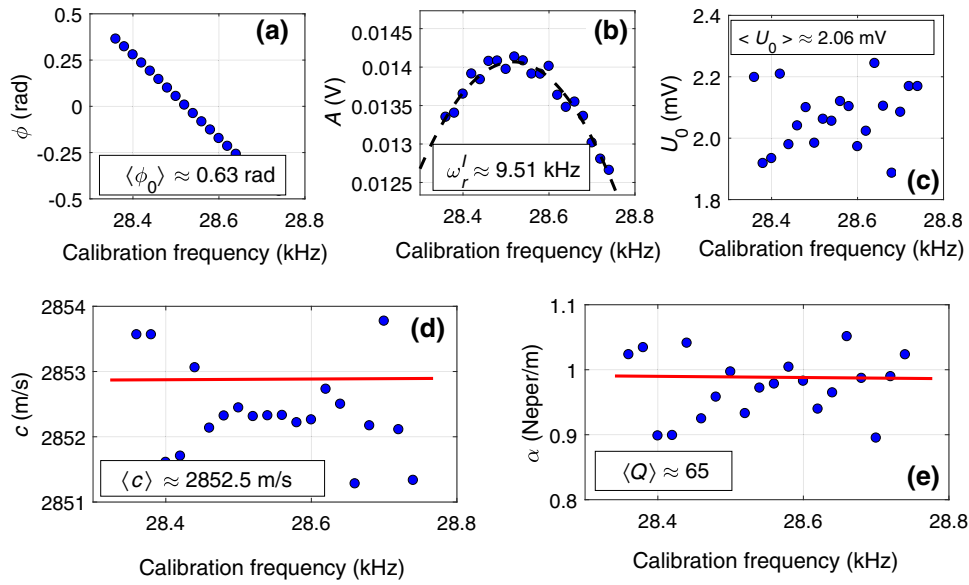 (a)
0.5
0.25
0
-0.25
-0.5
ϕ (rad)
⟨ϕ₀⟩ ≈ 0.63 rad
28.4
28.6
28.8
Calibration frequency (kHz)
(b)
0.0145
0.014
0.0135
0.013
0.0125
A (V)
ωᵣᴵ ≈ 9.51 kHz
28.4
28.6
28.8
Calibration frequency (kHz)
2.4
2.2
2.0
1.8
U₀ (mV)
< U₀ > ≈ 2.06 mV
(c)
28.4
28.6
28.8
Calibration frequency (kHz)
2854
2853
2852
2851
c (m/s)
(d)
⟨c⟩ ≈ 2852.5 m/s
28.4
28.6
28.8
Calibration frequency (kHz)
1.1
1
0.9
0.8
α (Neper/m)
⟨Q⟩ ≈ 65
(e)
28.4
28.6
28.8
Calibration frequency (kHz)